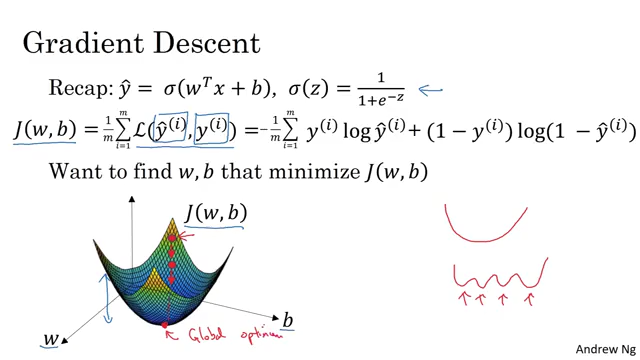 Gradient Descent
Recap: ŷ = σ(wᵀx + b), σ(z) = 1/(1+e⁻ᶻ)
J(w, b) = 1/m ∑ᵢ₌₁ᵐ ℒ(ŷ⁽ⁱ⁾, y⁽ⁱ⁾) = −1/m ∑ᵢ₌₁ᵐ y⁽ⁱ⁾ log ŷ⁽ⁱ⁾ + (1 − y⁽ⁱ⁾) log(1 − ŷ⁽ⁱ⁾)
Want to find w, b that minimize J(w, b)
J(w, b)
b
w
Global optimum
Andrew Ng